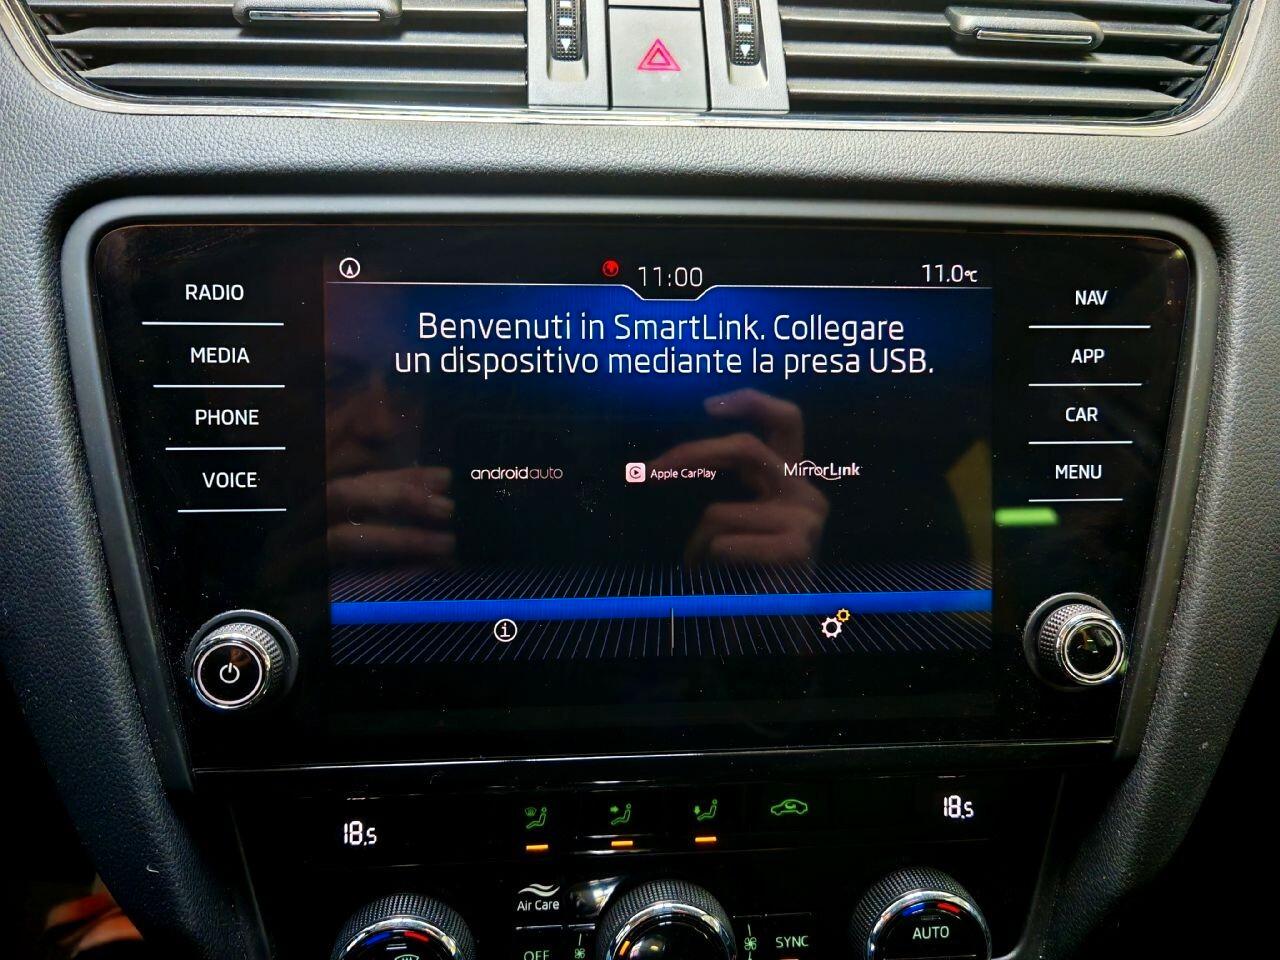 11:00
11.0°C
RADIO
MEDIA
PHONE
VOICE
Benvenuti in SmartLink. Collegare
un dispositivo mediante la presa USB.
androidauto
Apple CarPlay
MirrorLink
NAV
APP
CAR
MENU
18.5
18.5
Air Care
OFF
SYNC
AUTO